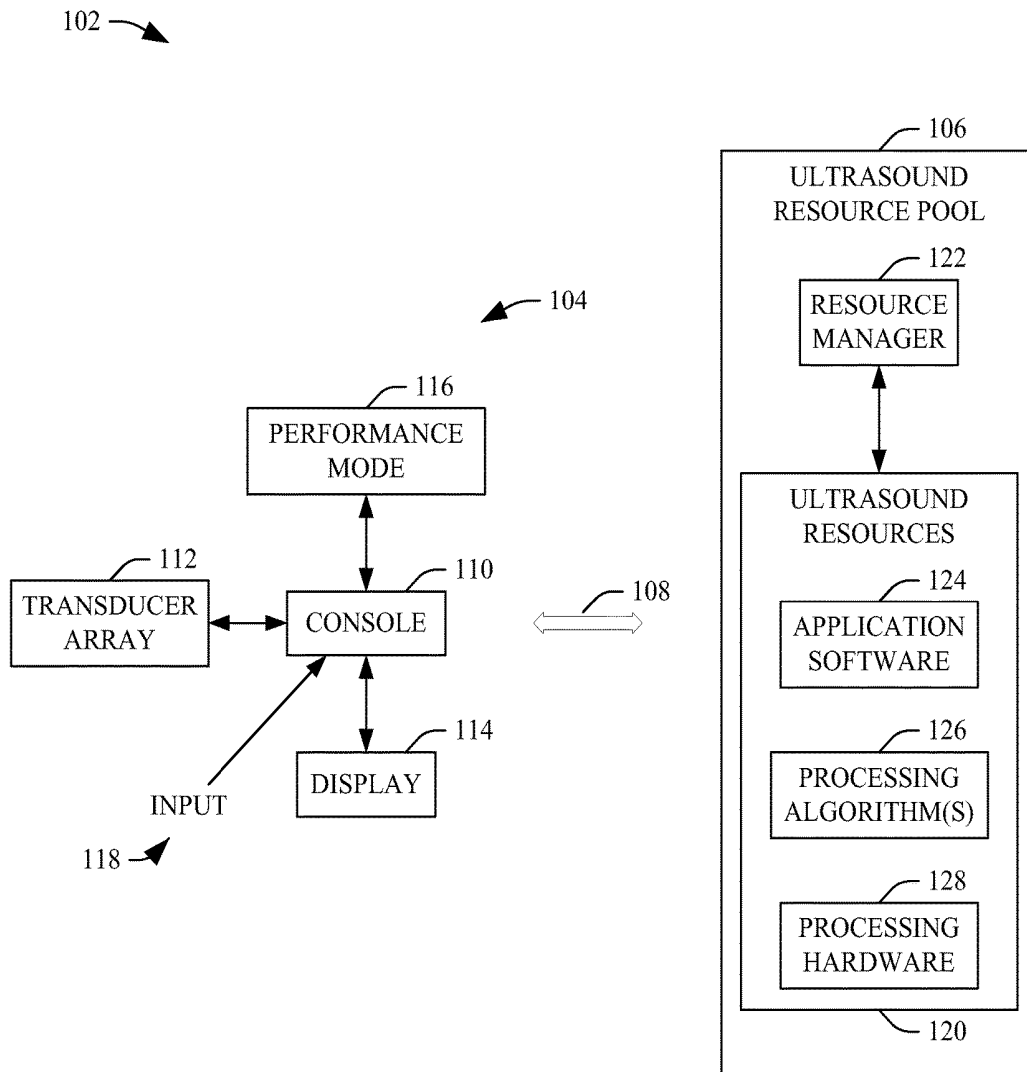 102
106
ULTRASOUND
RESOURCE POOL
122
RESOURCE
MANAGER
104
116
PERFORMANCE
MODE
ULTRASOUND
RESOURCES
112
TRANSDUCER
ARRAY
110
CONSOLE
108
124
APPLICATION
SOFTWARE
114
DISPLAY
INPUT
118
126
PROCESSING
ALGORITHM(S)
128
PROCESSING
HARDWARE
120